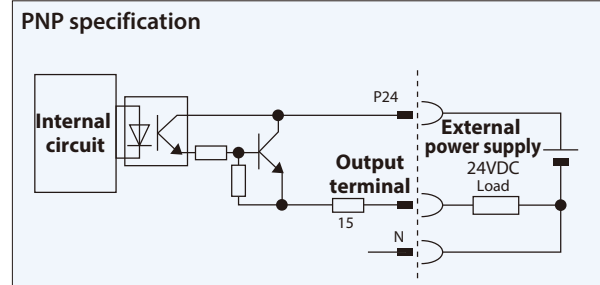 PNP specification
Internal
circuit
P24
External
power supply
24VDC
Output
terminal
Load
15
N